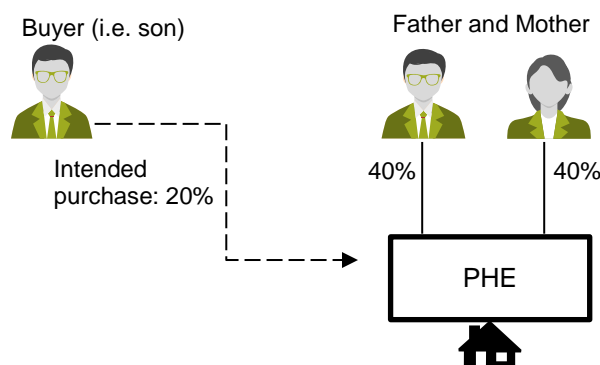 Buyer (i.e. son)
Father and Mother
Intended
purchase: 20%
40%
40%
PHE